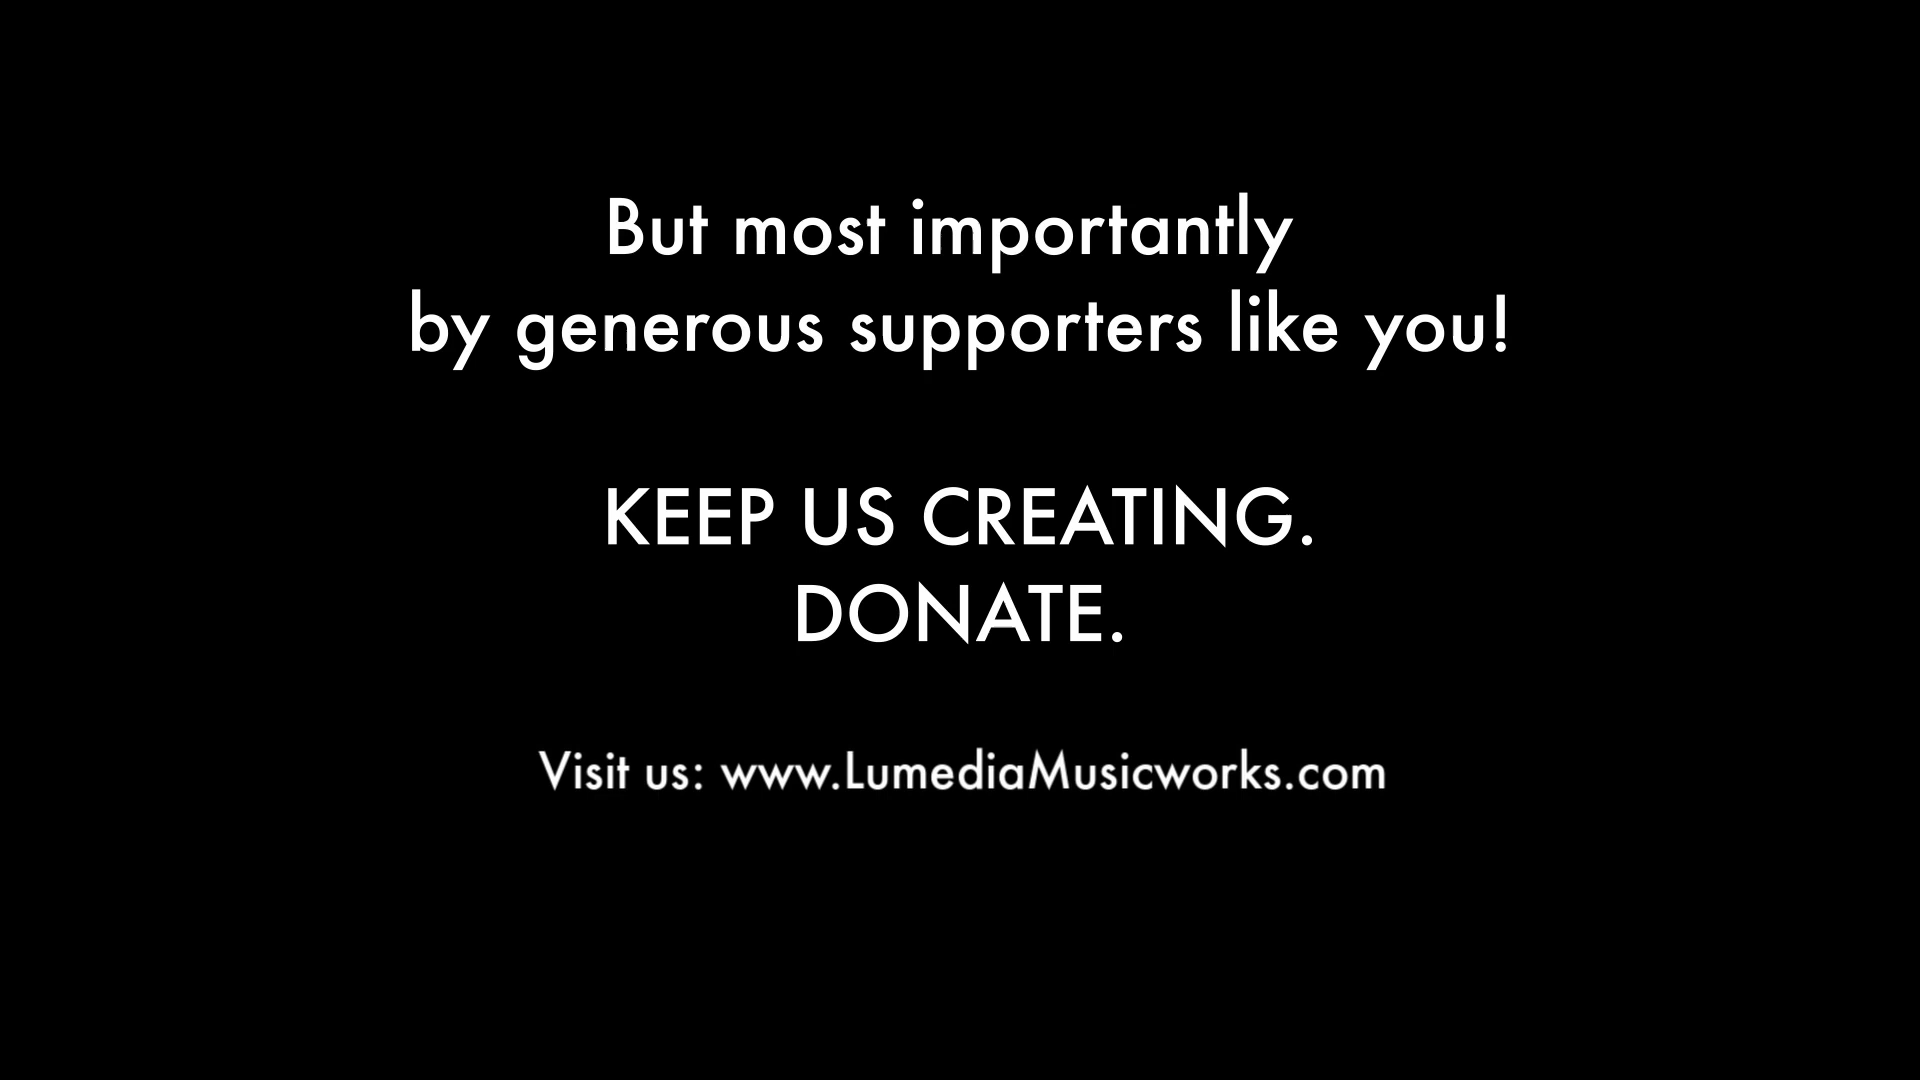 But most importantly
by generous supporters like you!
KEEP US CREATING.
DONATE.
Visit us: www.LumediaMusicworks.com